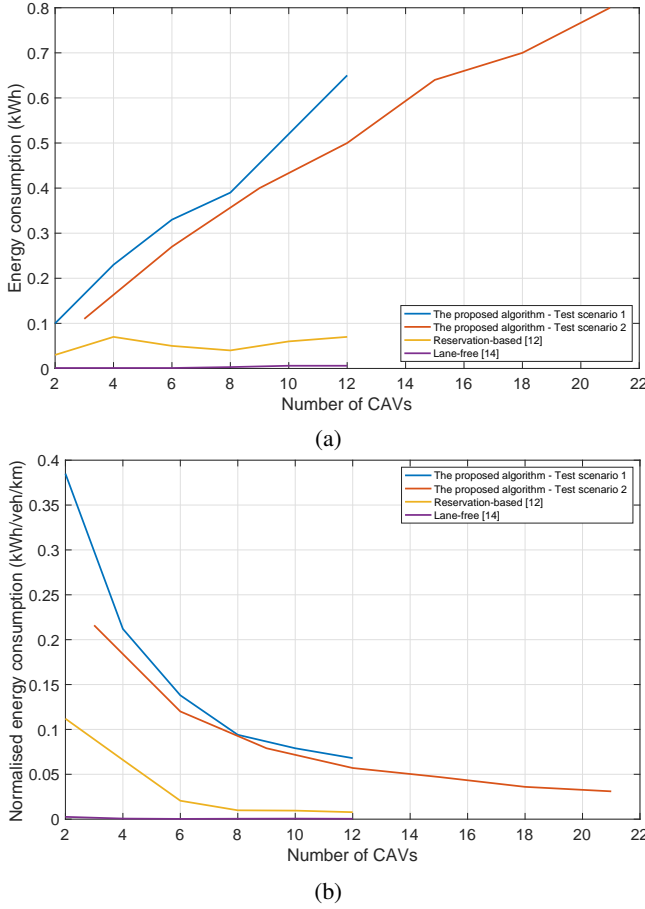 0.8
0.7
0.6
0.5
0.4
0.3
0.2
0.1
0
Energy consumption (kWh)
The proposed algorithm - Test scenario 1
The proposed algorithm - Test scenario 2
Reservation-based [12]
Lane-free [14]
2 4 6 8 10 12 14 16 18 20 22
Number of CAVs
(a)
0.4
0.35
0.3
0.25
0.2
0.15
0.1
0.05
0
Normalised energy consumption (kWh/veh/km)
The proposed algorithm - Test scenario 1
The proposed algorithm - Test scenario 2
Reservation-based [12]
Lane-free [14]
2 4 6 8 10 12 14 16 18 20 22
Number of CAVs
(b)